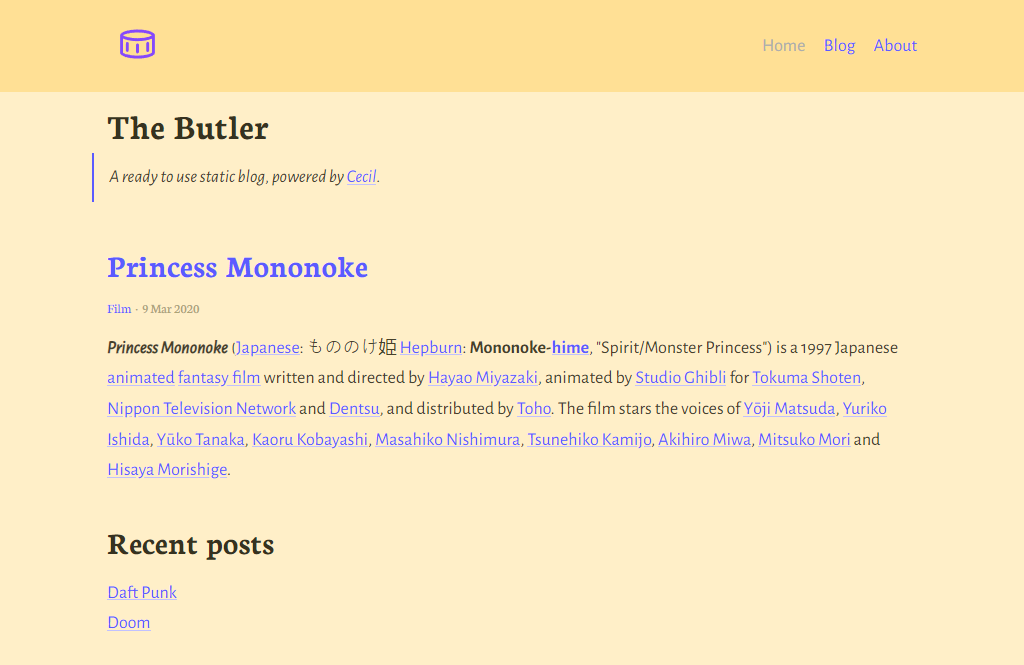 Home Blog About
The Butler
A ready to use static blog, powered by Cecil.
Princess Mononoke
Film · 9 Mar 2020
Princess Mononoke (Japanese: もののけ姫 Hepburn: Mononoke-hime, "Spirit/Monster Princess") is a 1997 Japanese
animated fantasy film written and directed by Hayao Miyazaki, animated by Studio Ghibli for Tokuma Shoten,
Nippon Television Network and Dentsu, and distributed by Toho. The film stars the voices of Yōji Matsuda, Yuriko
Ishida, Yūko Tanaka, Kaoru Kobayashi, Masahiko Nishimura, Tsunehiko Kamijo, Akihiro Miwa, Mitsuko Mori and
Hisaya Morishige.
Recent posts
Daft Punk
Doom